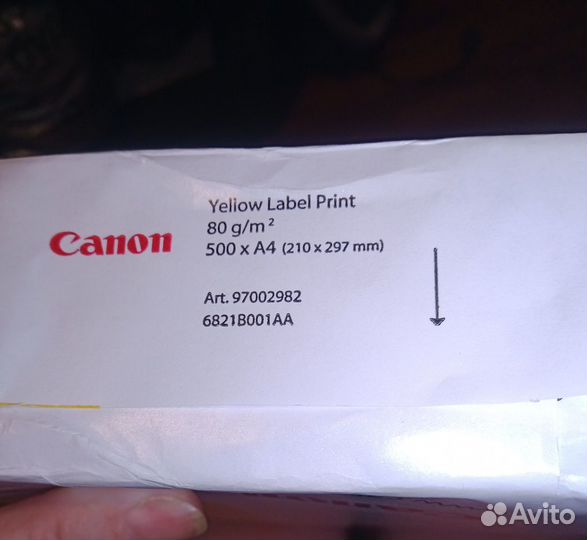 Canon
Yellow Label Print
80 g/m²
500 x A4 (210 x 297 mm)
Art. 97002982
6821B001AA
Avito